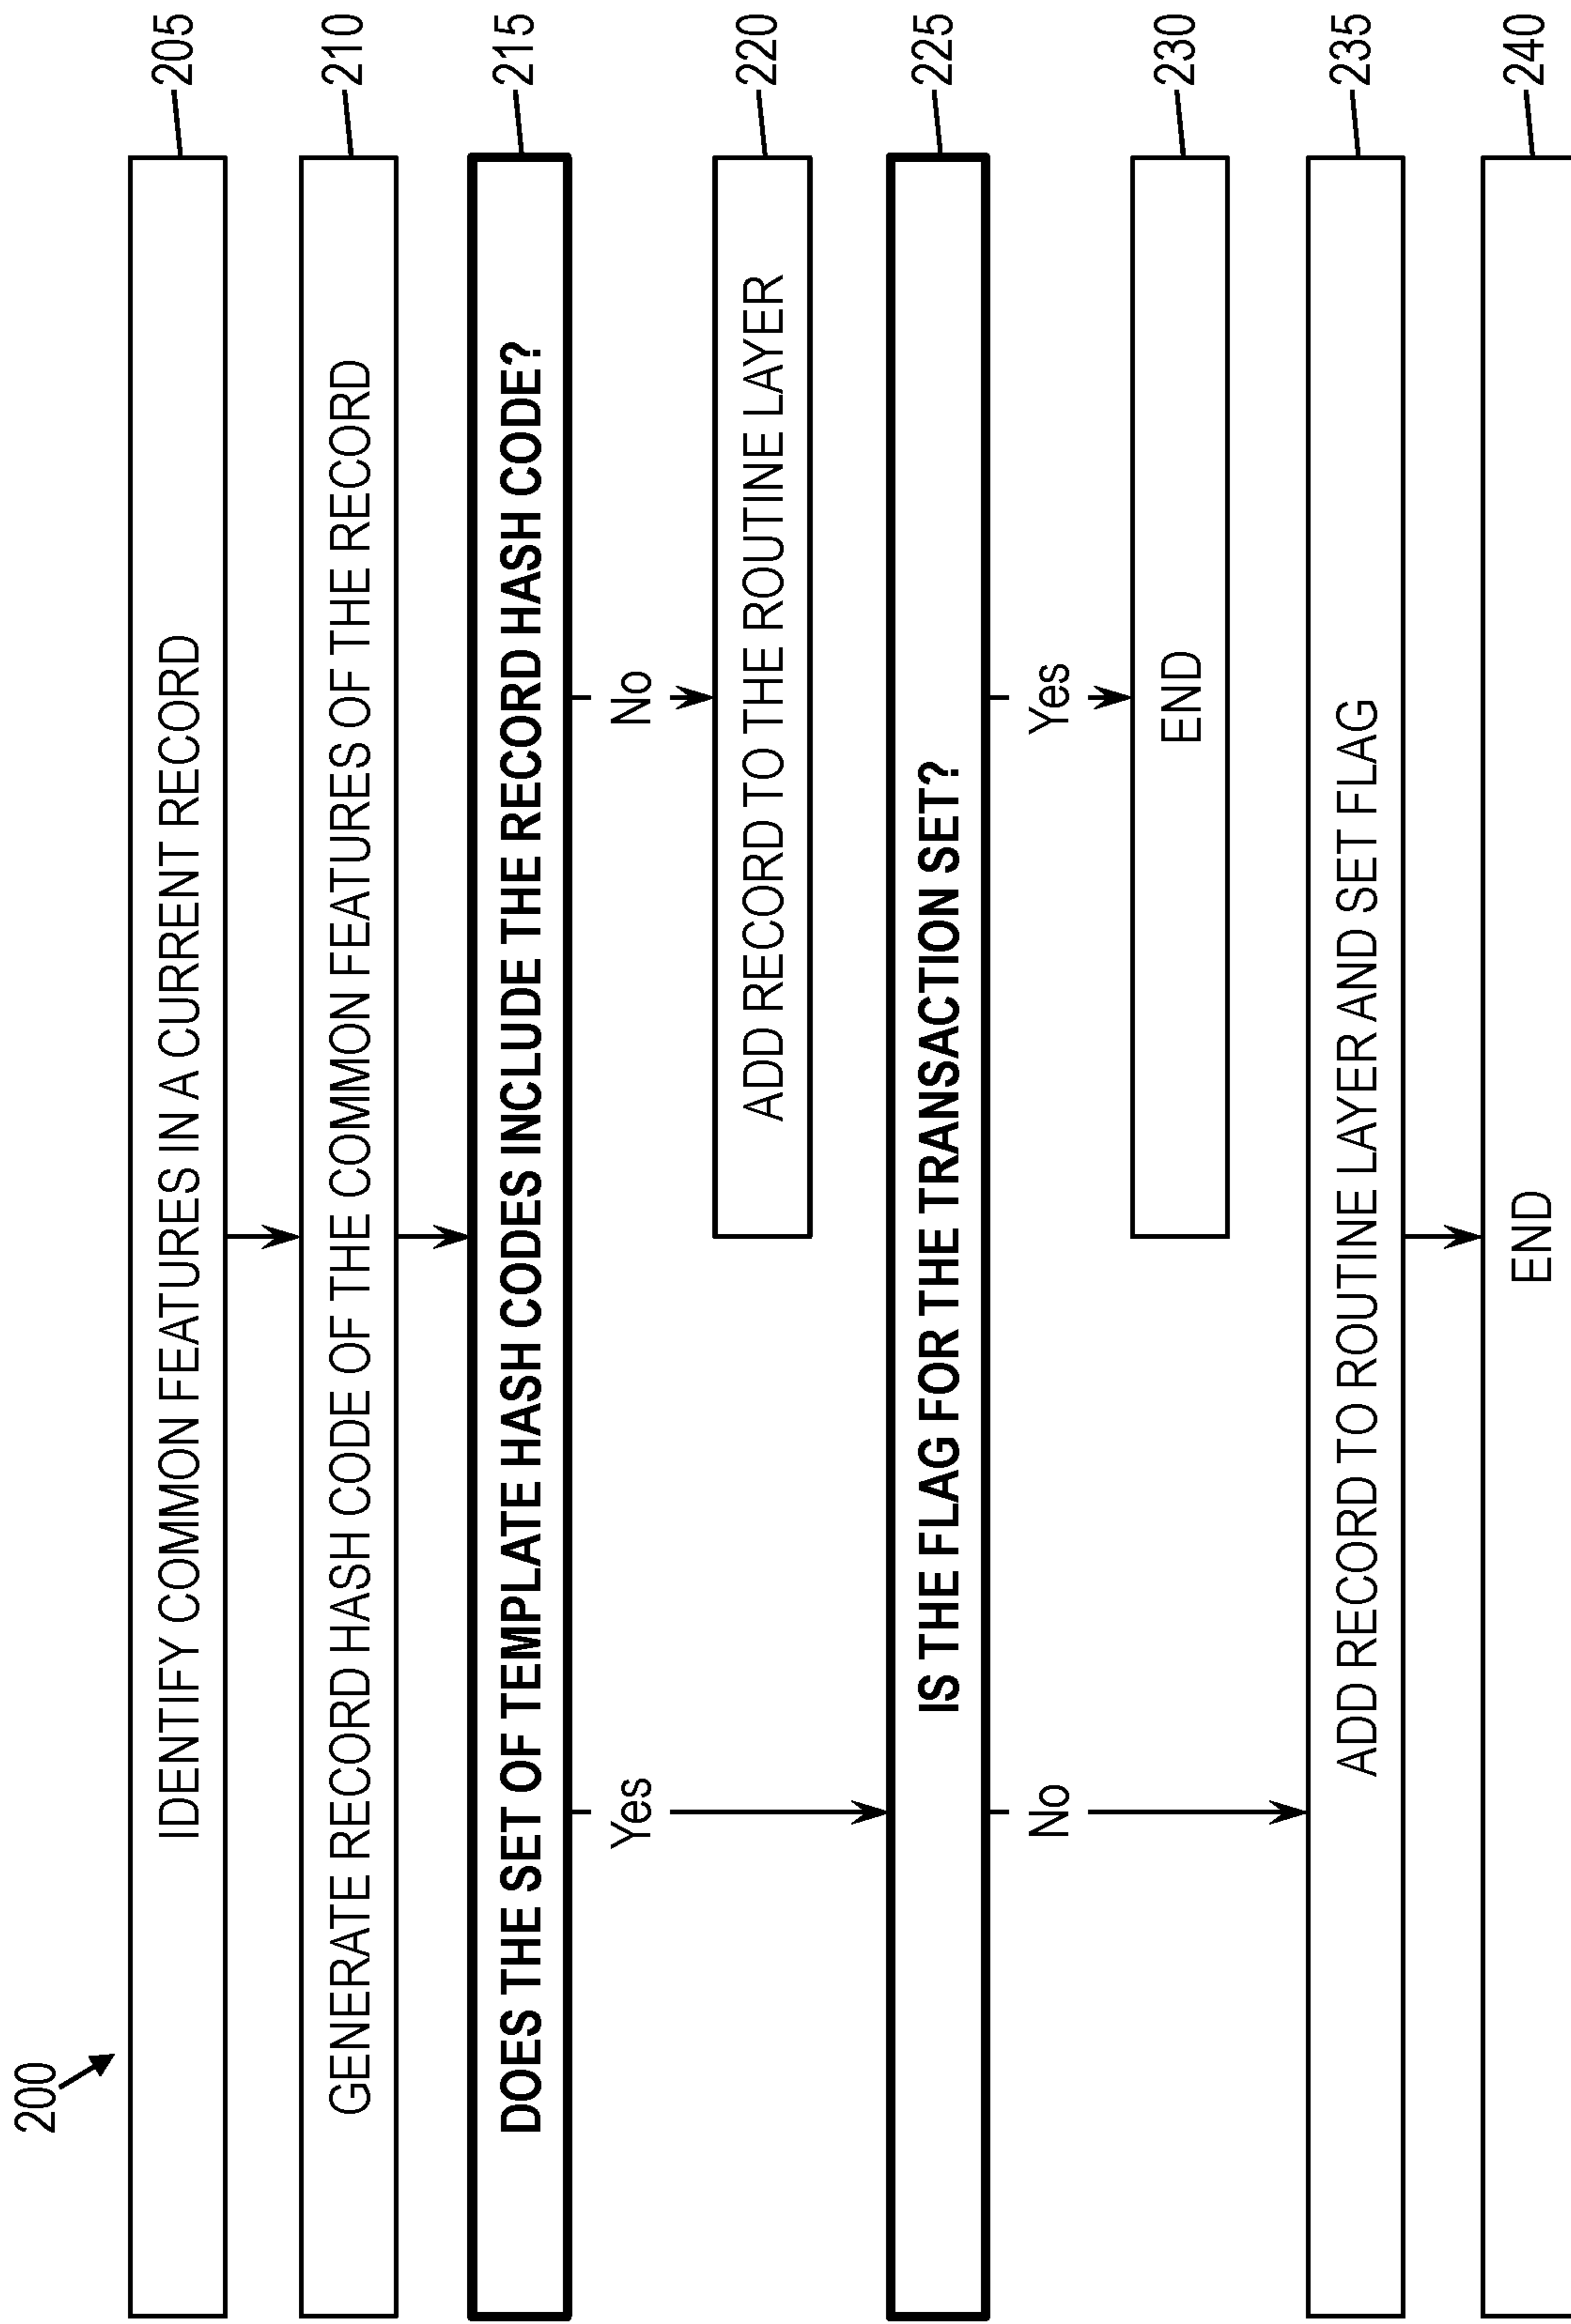 200
IDENTIFY COMMON FEATURES IN A CURRENT RECORD
205
GENERATE RECORD HASH CODE OF THE COMMON FEATURES OF THE RECORD
210
DOES THE SET OF TEMPLATE HASH CODES INCLUDE THE RECORD HASH CODE?
215
Yes
No
ADD RECORD TO THE ROUTINE LAYER
220
IS THE FLAG FOR THE TRANSACTION SET?
225
No
Yes
END
230
ADD RECORD TO ROUTINE LAYER AND SET FLAG
235
END
240